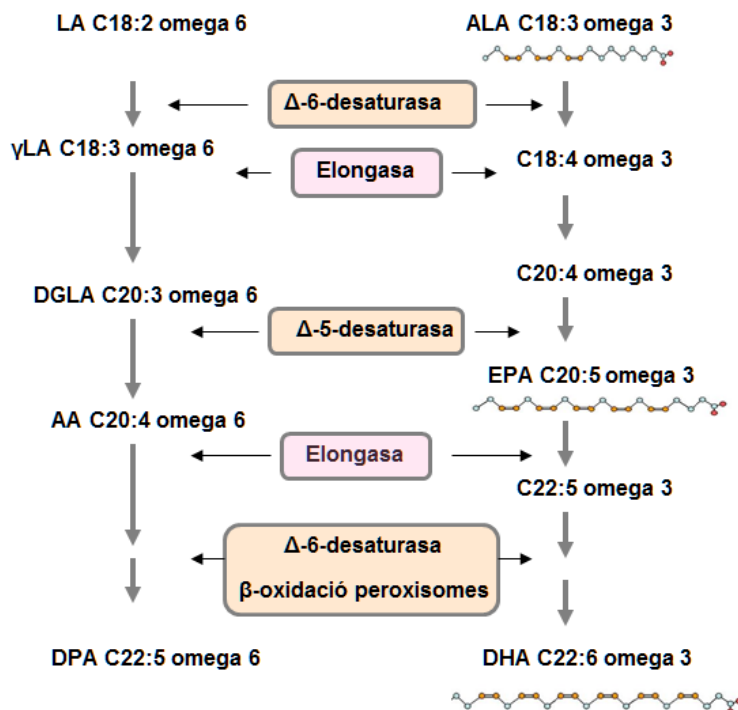 LA C18:2 omega 6
ALA C18:3 omega 3
Δ-6-desaturasa
γLA C18:3 omega 6
Elongasa
C18:4 omega 3
C20:4 omega 3
DGLA C20:3 omega 6
Δ-5-desaturasa
EPA C20:5 omega 3
AA C20:4 omega 6
Elongasa
C22:5 omega 3
Δ-6-desaturasa
β-oxidació peroxisomes
DPA C22:5 omega 6
DHA C22:6 omega 3